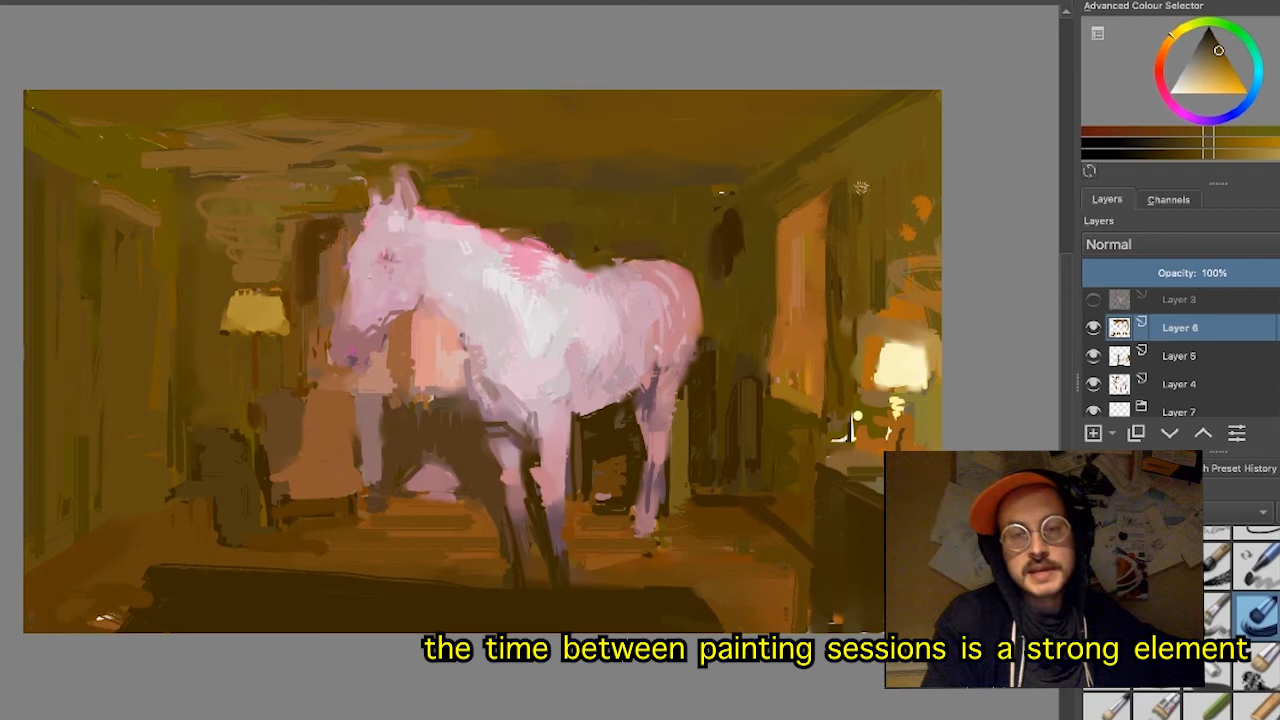 Advanced Colour Selector
Layers
Channels
Layers
Normal
Opacity: 100%
Layer 3
Layer 6
Layer 5
Layer 4
Layer 7
Preset History
the time between painting sessions is a strong element